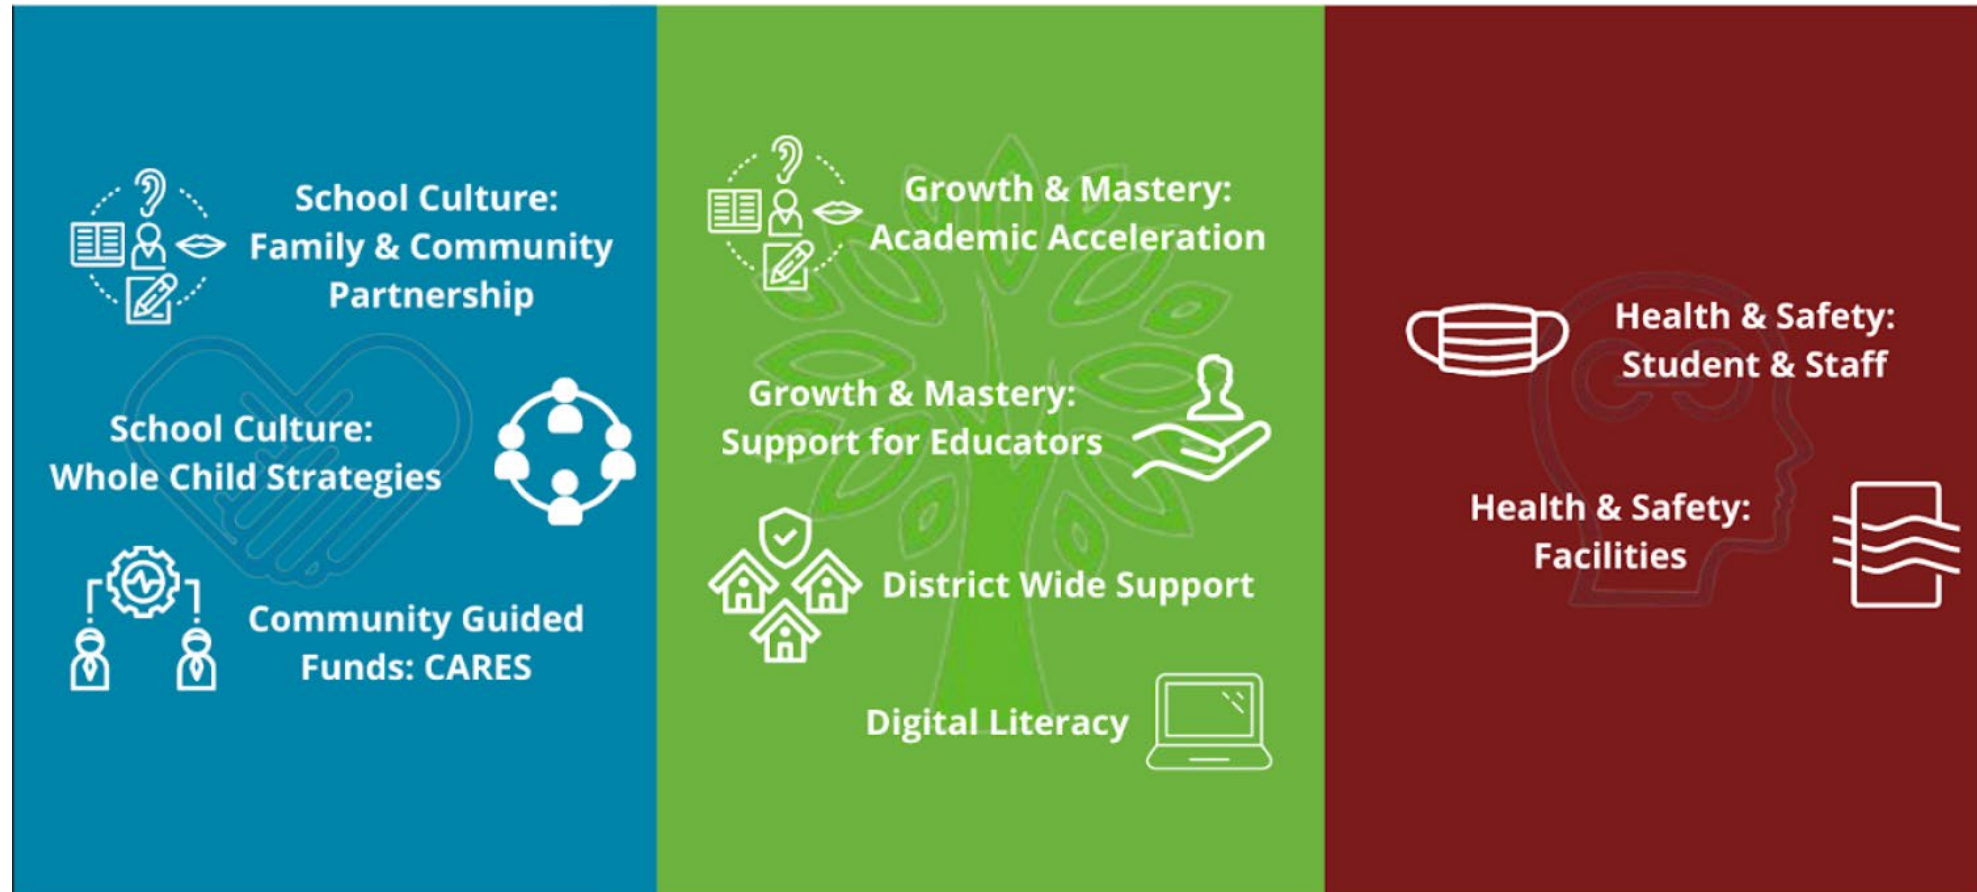 School Culture:
Family & Community
Partnership
School Culture:
Whole Child Strategies
Community Guided
Funds: CARES
Growth & Mastery:
Academic Acceleration
Growth & Mastery:
Support for Educators
District Wide Support
Digital Literacy
Health & Safety:
Student & Staff
Health & Safety:
Facilities